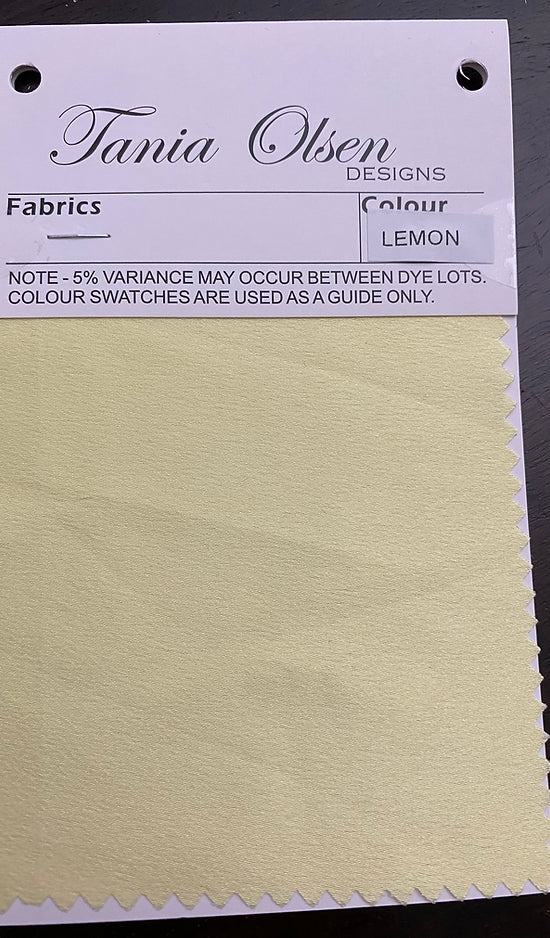 Tania Olsen
DESIGNS
Fabrics
Colour
LEMON
NOTE - 5% VARIANCE MAY OCCUR BETWEEN DYE LOTS.
COLOUR SWATCHES ARE USED AS A GUIDE ONLY.